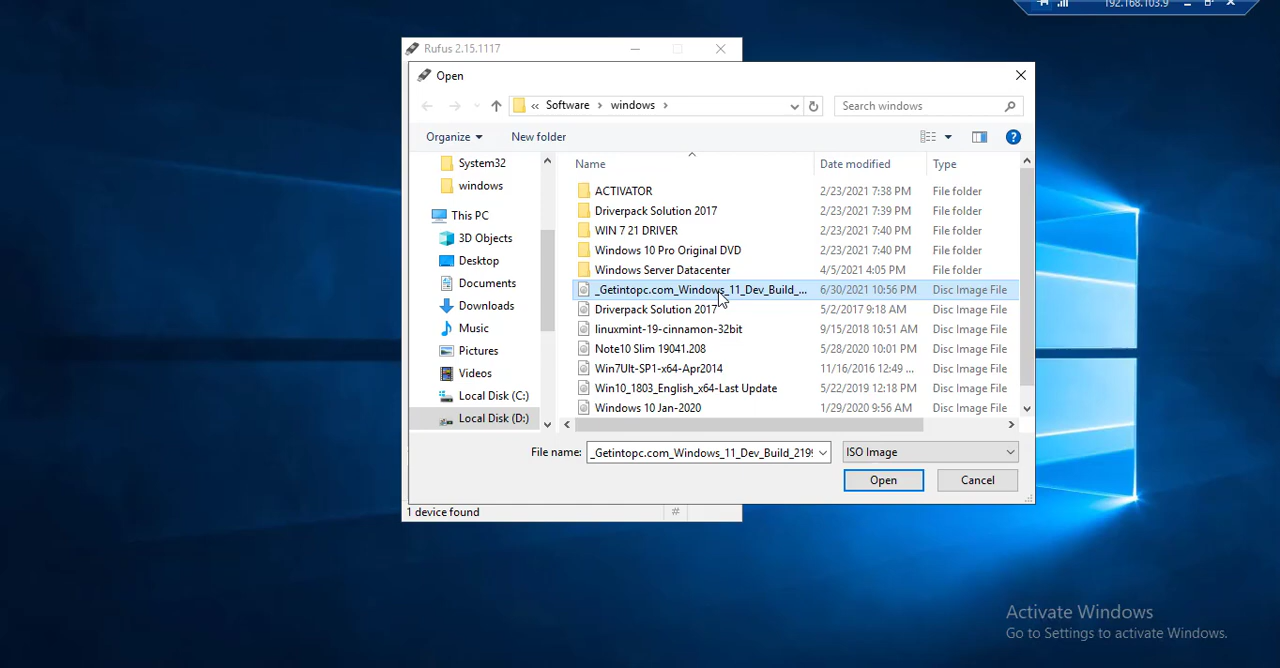 192.168.103.9
Rufus 2.15.1117
Open
« Software > windows >
Search windows
Organize
New folder
System32
windows
This PC
3D Objects
Desktop
Documents
Downloads
Music
Pictures
Videos
Local Disk (C:)
Local Disk (D:)
Name Date modified Type
ACTIVATOR 2/23/2021 7:38 PM File folder
Driverpack Solution 2017 2/23/2021 7:39 PM File folder
WIN 7 21 DRIVER 2/23/2021 7:40 PM File folder
Windows 10 Pro Original DVD 2/23/2021 7:40 PM File folder
Windows Server Datacenter 4/5/2021 4:05 PM File folder
_Getintopc.com_Windows_11_Dev_Build_... 6/30/2021 10:56 PM Disc Image File
Driverpack Solution 2017 5/2/2017 9:18 AM Disc Image File
linuxmint-19-cinnamon-32bit 9/15/2018 10:51 AM Disc Image File
Note10 Slim 19041.208 5/28/2020 10:01 PM Disc Image File
Win7Ult-SP1-x64-Apr2014 11/16/2016 12:49 ... Disc Image File
Win10_1803_English_x64-Last Update 5/22/2019 12:18 PM Disc Image File
Windows 10 Jan-2020 1/29/2020 9:56 AM Disc Image File
File name: _Getintopc.com_Windows_11_Dev_Build_219
ISO Image
Open
Cancel
1 device found
#
Activate Windows
Go to Settings to activate Windows.